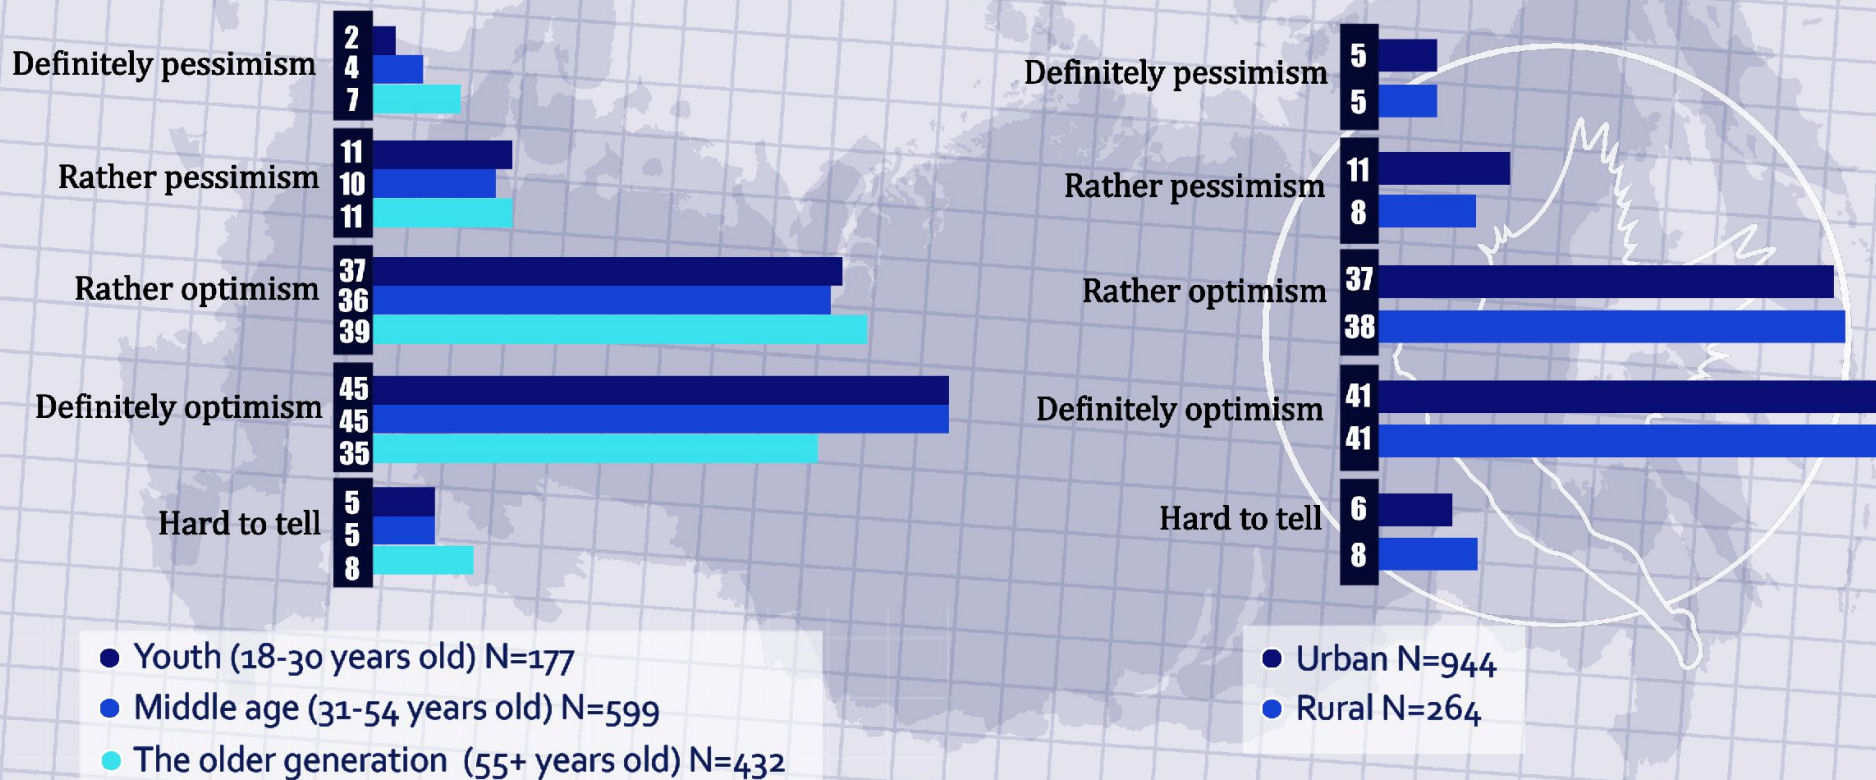 Definitely pessimism
2
4
7
Rather pessimism
11
10
11
Rather optimism
37
36
39
Definitely optimism
45
45
35
Hard to tell
5
5
8
Youth (18-30 years old) N=177
Middle age (31-54 years old) N=599
The older generation (55+ years old) N=432
Definitely pessimism
5
5
Rather pessimism
11
8
Rather optimism
37
38
Definitely optimism
41
41
Hard to tell
6
8
Urban N=944
Rural N=264